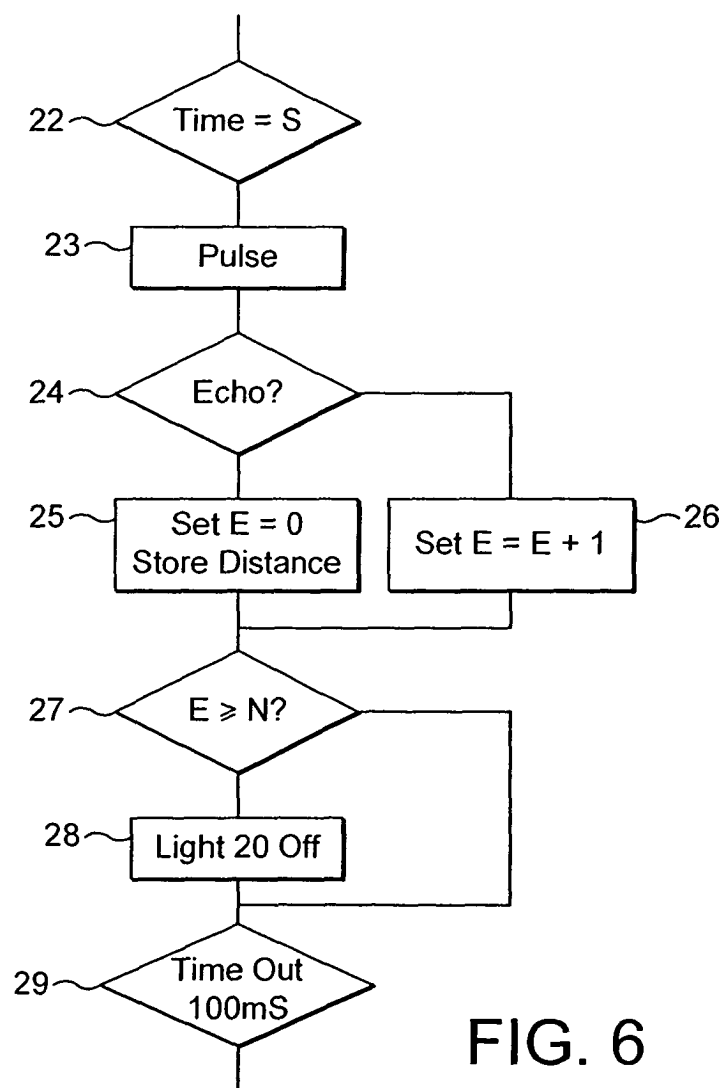 22
Time = S
23
Pulse
24
Echo?
25
Set E = 0
Store Distance
Set E = E + 1
26
27
E ⩾ N?
28
Light 20 Off
29
Time Out
100mS
FIG. 6